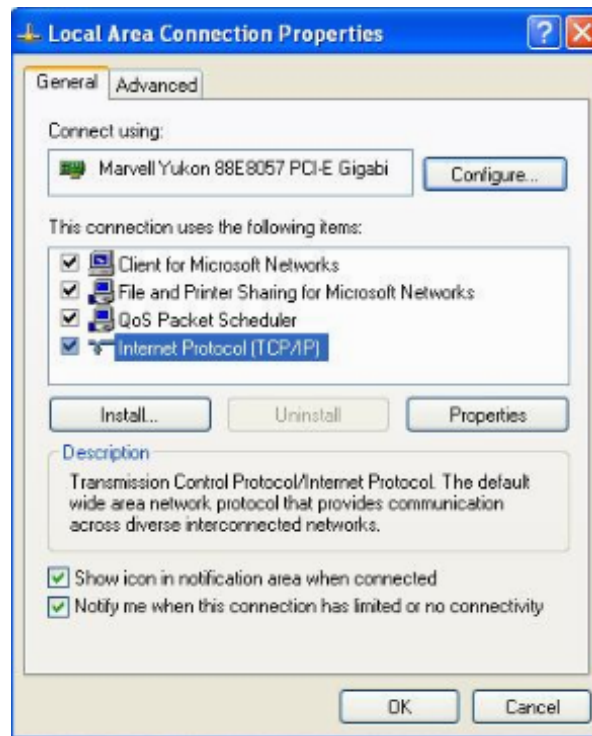 Local Area Connection Properties
General Advanced
Connect using:
Marvell Yukon 88E8057 PCI-E Gigabi Configure...
This connection uses the following items:
Client for Microsoft Networks
File and Printer Sharing for Microsoft Networks
QoS Packet Scheduler
Internet Protocol (TCP/IP)
Install... Uninstall Properties
Description
Transmission Control Protocol/Internet Protocol. The default
wide area network protocol that provides communication
across diverse interconnected networks.
Show icon in notification area when connected
Notify me when this connection has limited or no connectivity
OK Cancel